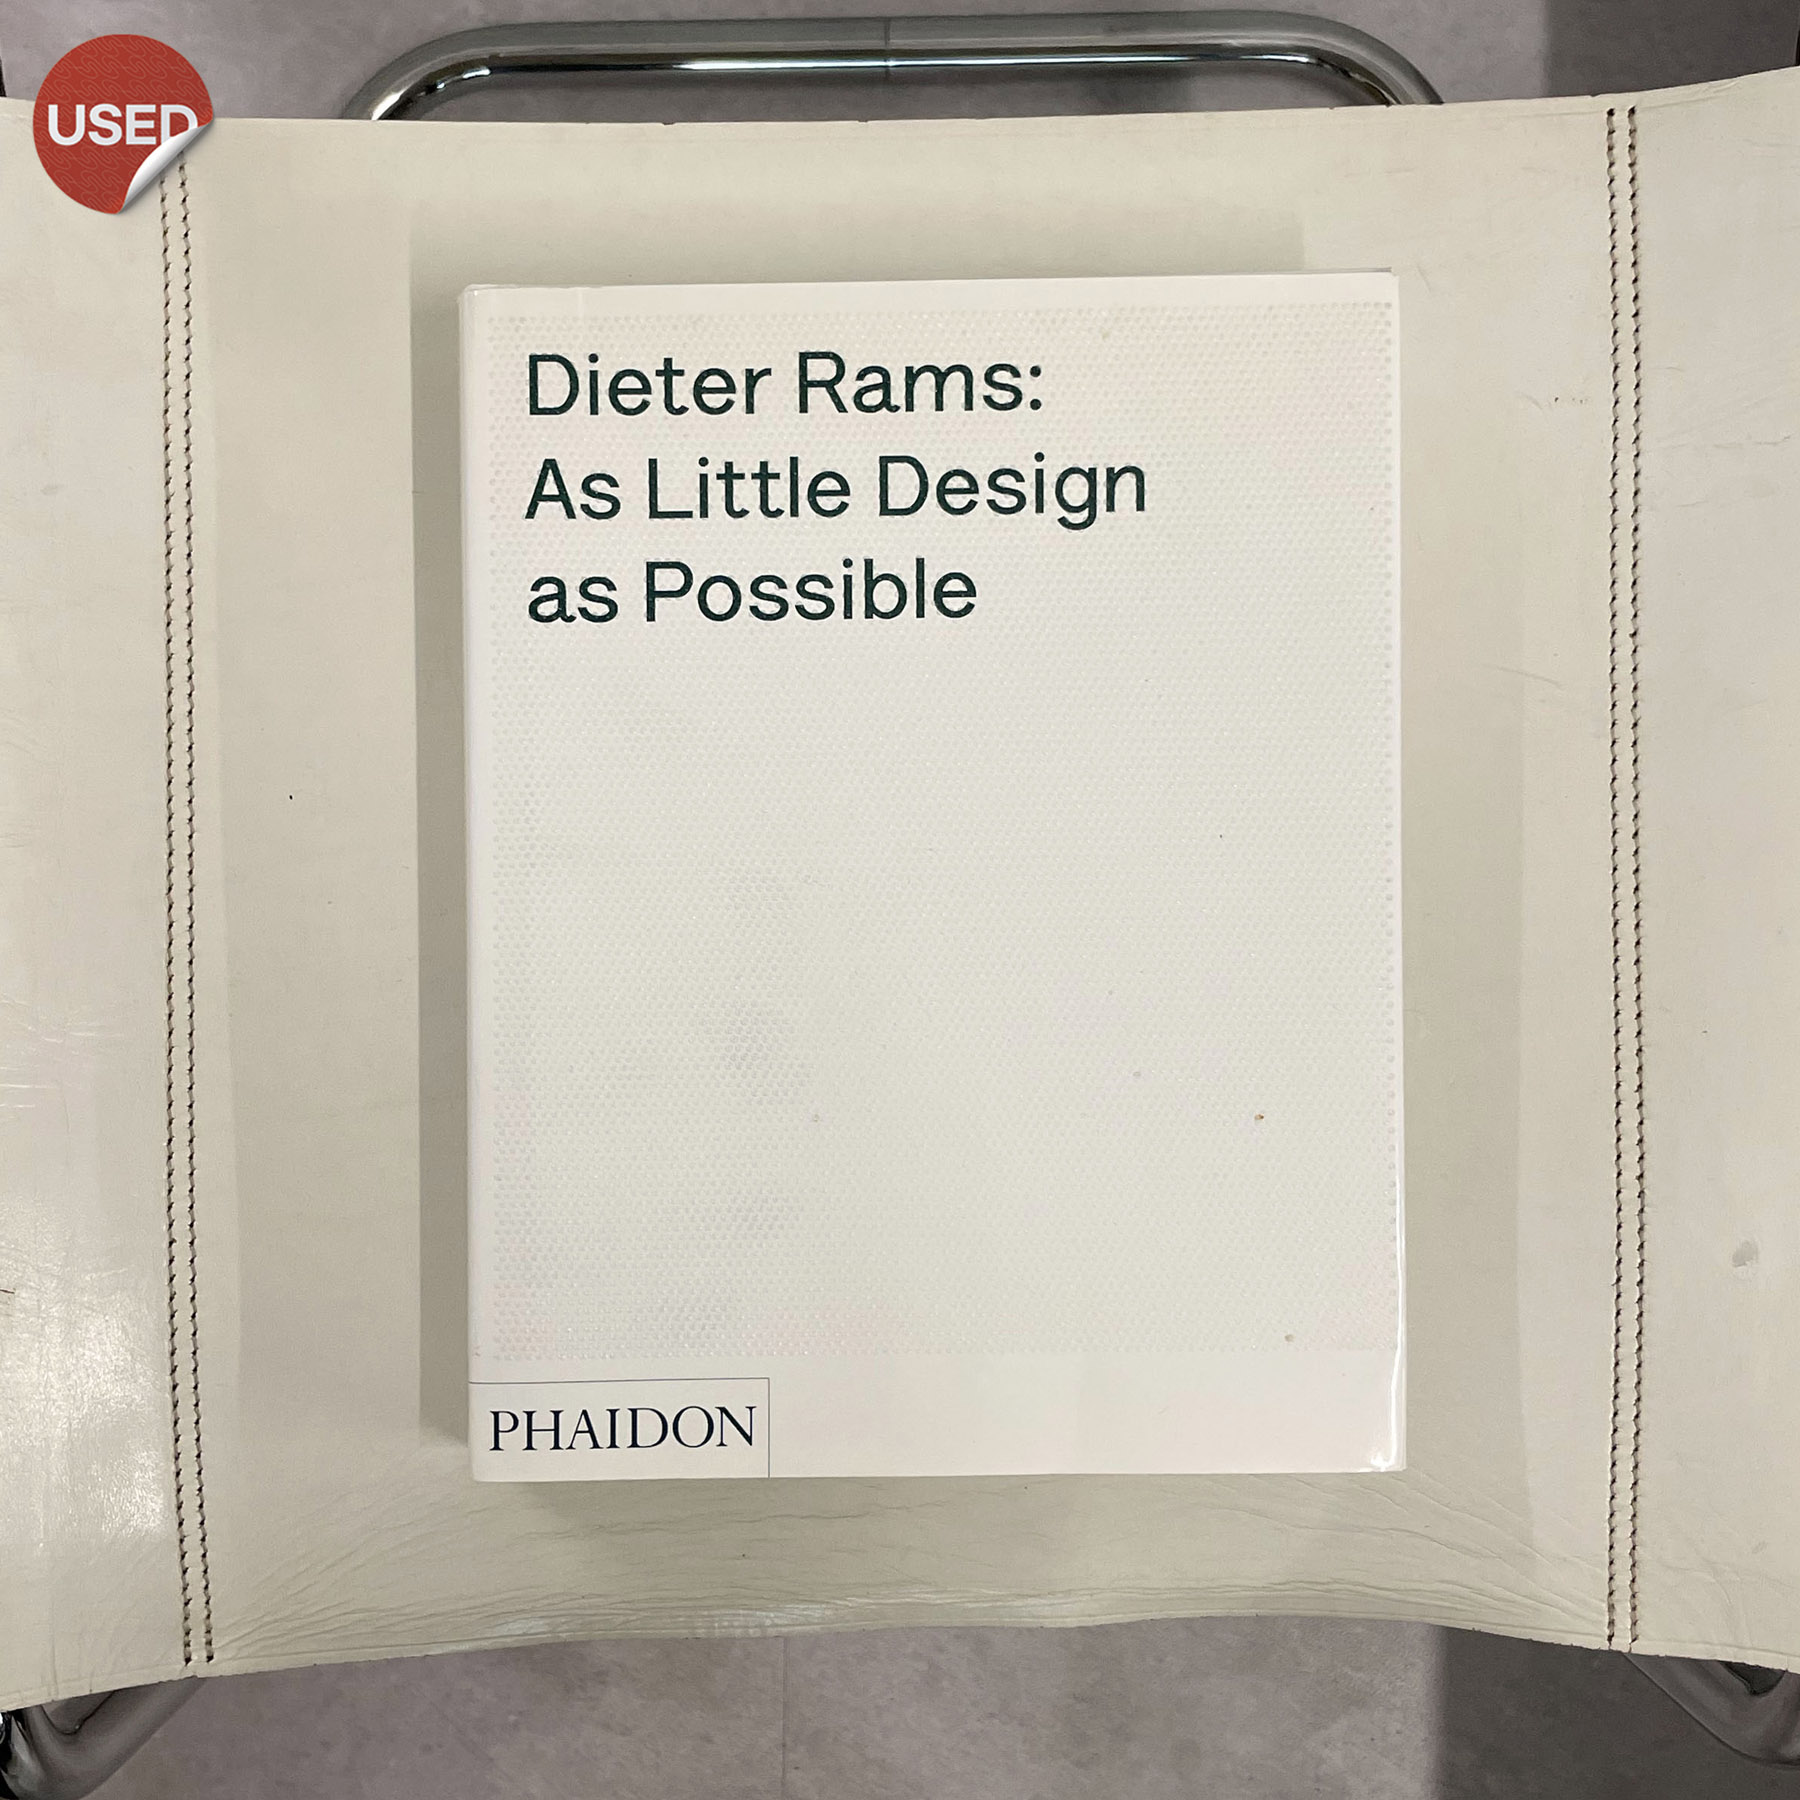 USED
Dieter Rams:
As Little Design
as Possible
PHAIDON